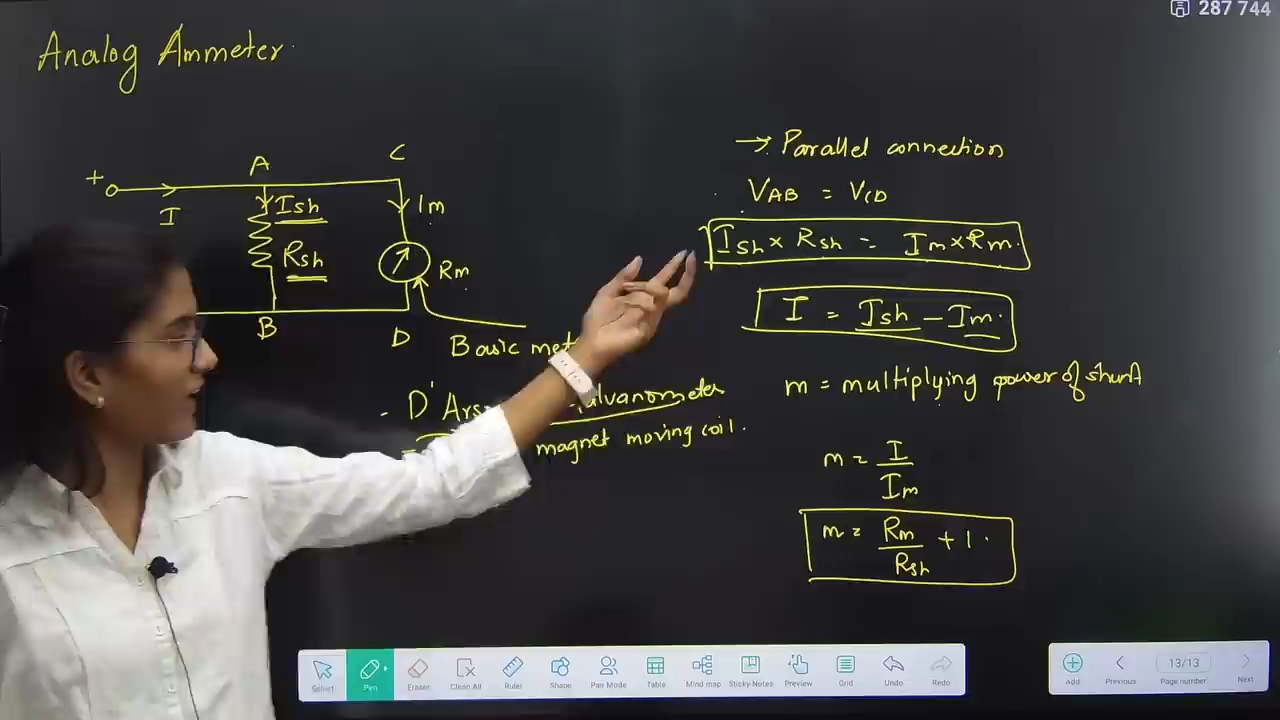 287 744
Analog Ammeter
A
C
+
I
Ish
Im
Rsh
Rm
B
D
Basic
D'Ars
magnet moving coil.
→ Parallel connection
VAB = VCD
Ish × Rsh = Im × Rm.
I = Ish - Im.
m = multiplying power of shunt
m = I / Im
m = Rm / Rsh + 1.
Select
Pen
Eraser
Clean All
Ruler
Shape
Pen Mode
Table
Mind map
Sticky Notes
Preview
Grid
Undo
Redo
Add
Previous
13/13
Page number
Next